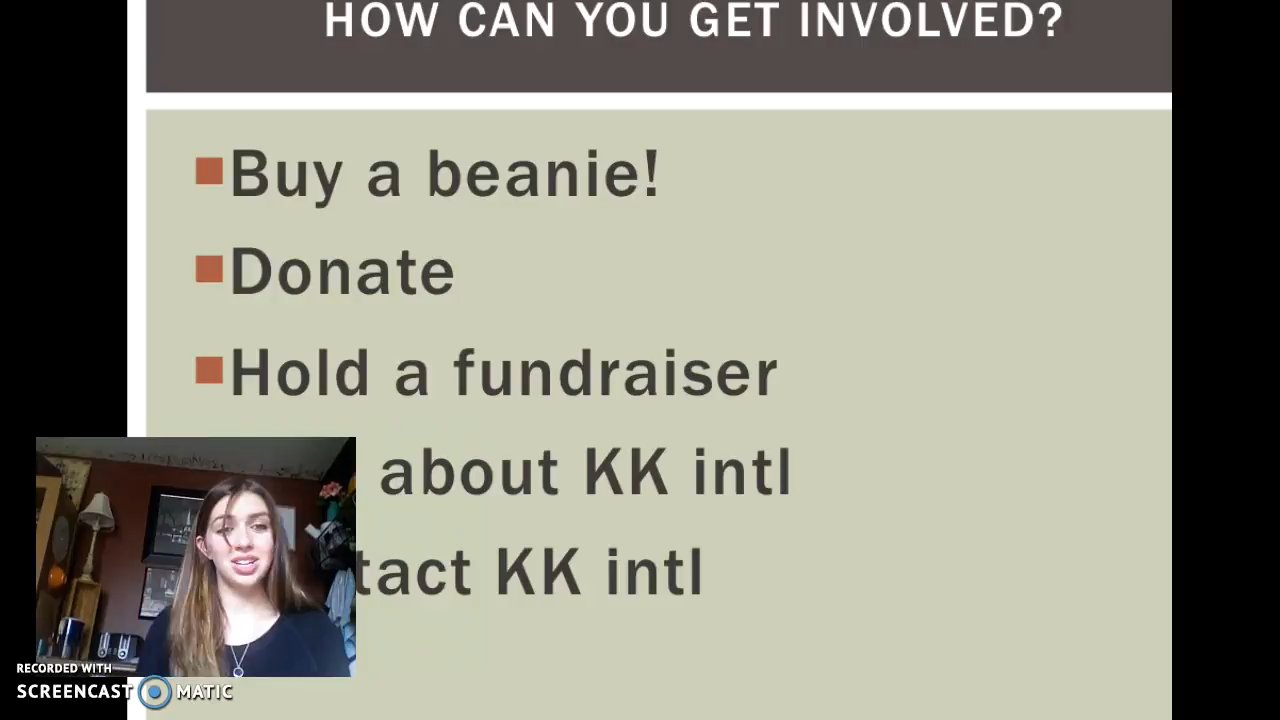 HOW CAN YOU GET INVOLVED?
Buy a beanie!
Donate
Hold a fundraiser
about KK intl
tact KK intl
RECORDED WITH
SCREENCAST MATIC